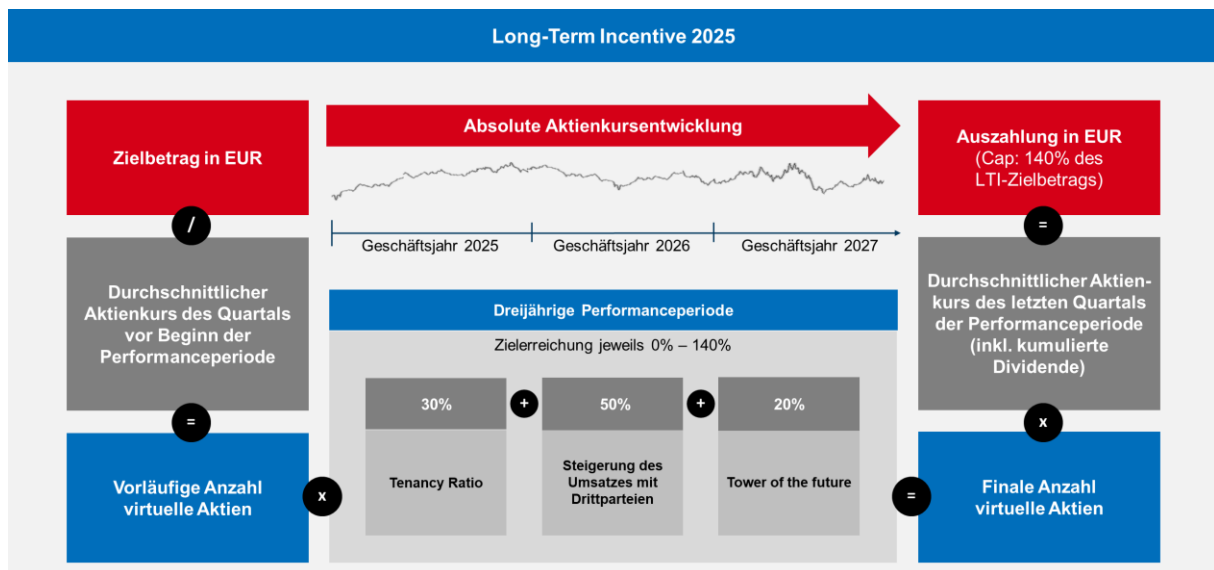 Long-Term Incentive 2025
Zielbetrag in EUR
/
Durchschnittlicher
Aktienkurs des Quartals
vor Beginn der
Performanceperiode
=
Vorläufige Anzahl
virtuelle Aktien
x
Absolute Aktienkursentwicklung
Geschäftsjahr 2025
Geschäftsjahr 2026
Geschäftsjahr 2027
Dreijährige Performanceperiode
Zielerreichung jeweils 0% – 140%
30%
+
50%
+
20%
Tenancy Ratio
Steigerung des
Umsatzes mit
Drittparteien
Tower of the future
=
Auszahlung in EUR
(Cap: 140% des
LTI-Zielbetrags)
=
Durchschnittlicher Aktien-
kurs des letzten Quartals
der Performanceperiode
(inkl. kumulierte
Dividende)
x
Finale Anzahl
virtuelle Aktien